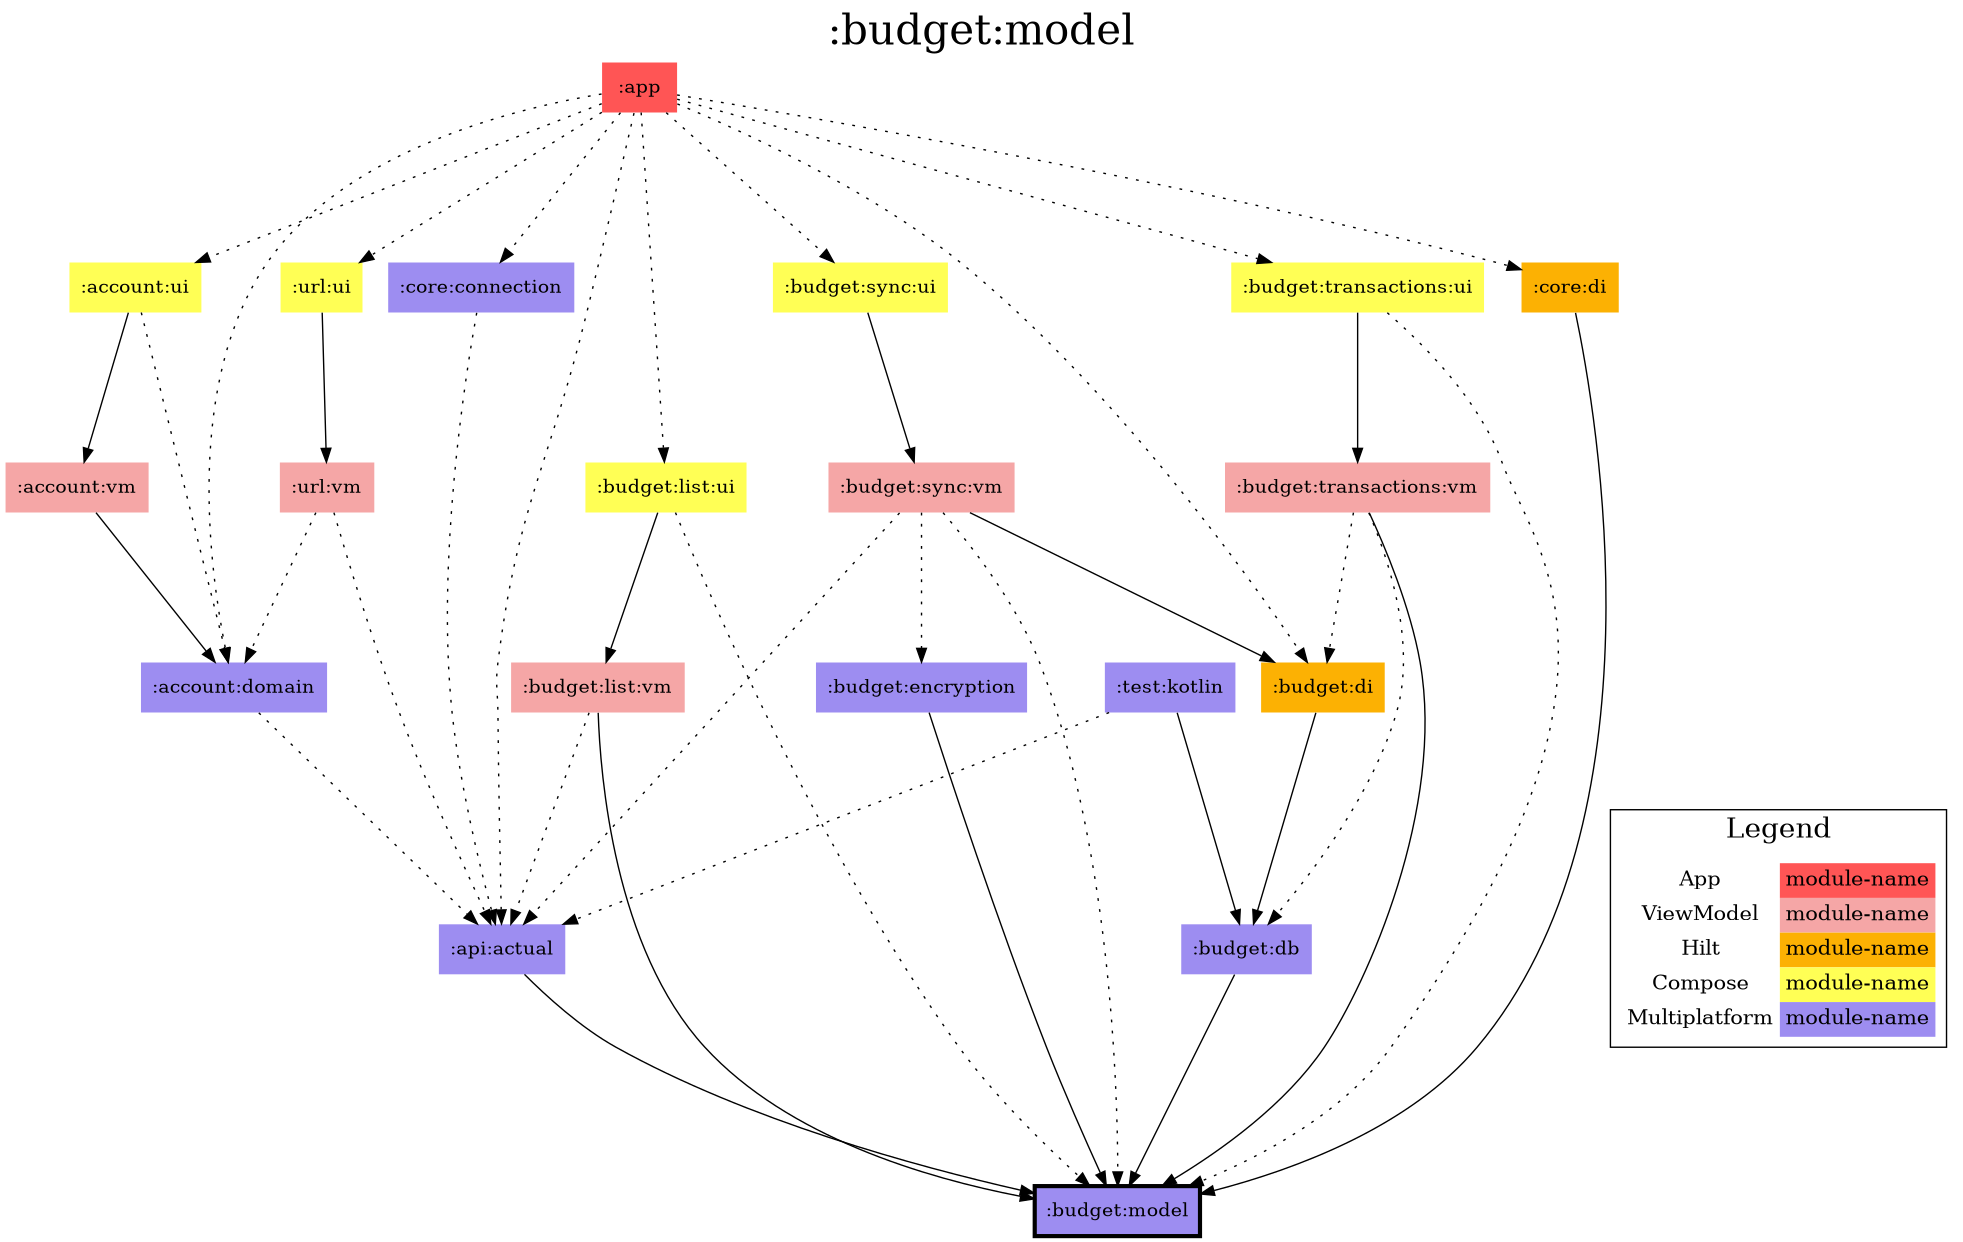 :budget:model
:app
:account:ui
:url:ui
:core:connection
:budget:sync:ui
:budget:transactions:ui
:core:di
:account:vm
:url:vm
:budget:list:ui
:budget:sync:vm
:budget:transactions:vm
:account:domain
:budget:list:vm
:budget:encryption
:test:kotlin
:budget:di
:api:actual
:budget:db
:budget:model
Legend
App module-name
ViewModel module-name
Hilt module-name
Compose module-name
Multiplatform module-name